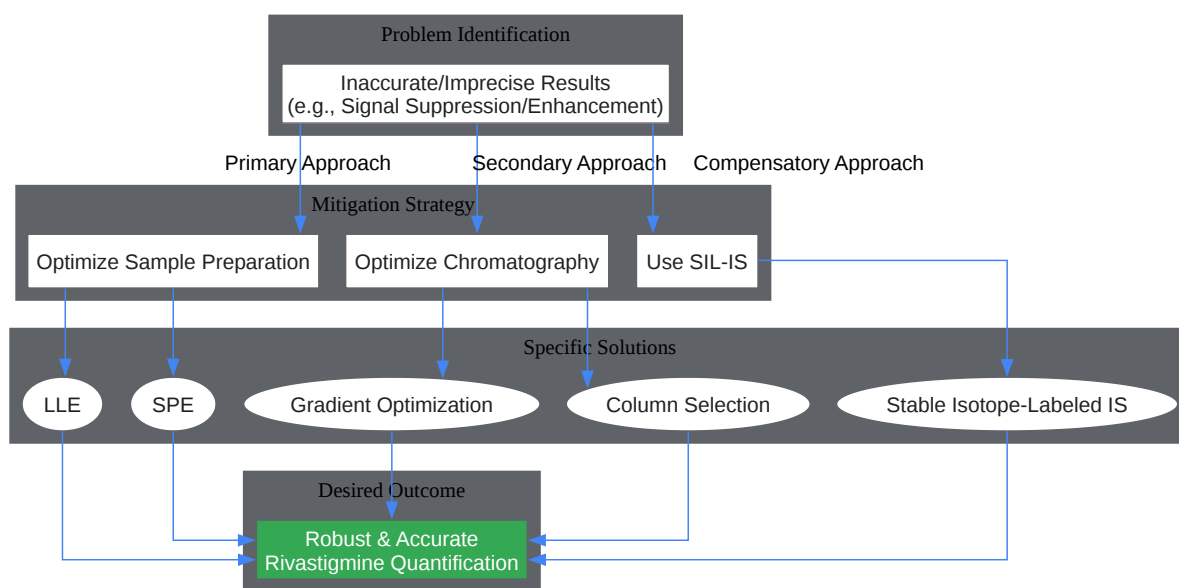 Problem Identification
Inaccurate/Imprecise Results
(e.g., Signal Suppression/Enhancement)
Primary Approach
Secondary Approach
Compensatory Approach
Mitigation Strategy
Optimize Sample Preparation
Optimize Chromatography
Use SIL-IS
Specific Solutions
LLE
SPE
Gradient Optimization
Column Selection
Stable Isotope-Labeled IS
Desired Outcome
Robust & Accurate
Rivastigmine Quantification